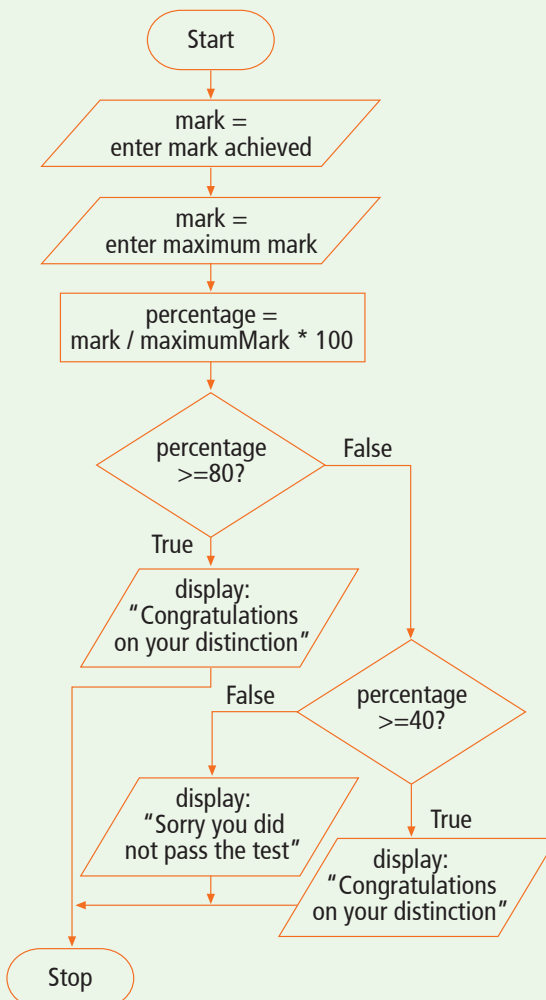 Start
mark =
enter mark achieved
mark =
enter maximum mark
percentage =
mark / maximumMark * 100
percentage
>=80?
False
True
display:
"Congratulations
on your distinction"
False
percentage
>=40?
display:
"Sorry you did
not pass the test"
True
display:
"Congratulations
on your distinction"
Stop